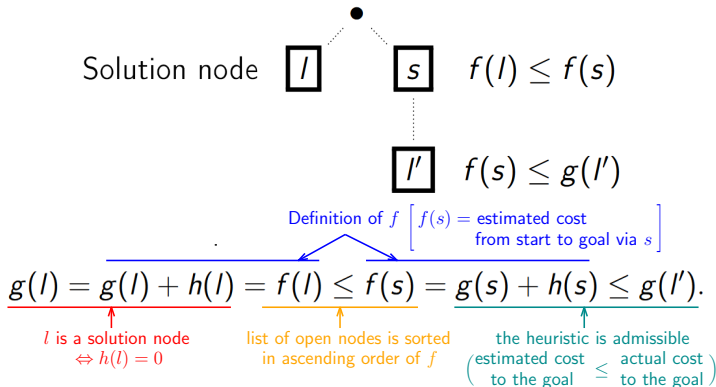 Solution node l s f(l) ≤ f(s)
l′ f(s) ≤ g(l′)
Definition of f [f(s) = estimated cost
from start to goal via s]
g(l) = g(l) + h(l) = f(l) ≤ f(s) = g(s) + h(s) ≤ g(l′).
l is a solution node
⇔ h(l) = 0
list of open nodes is sorted
in ascending order of f
the heuristic is admissible
(estimated cost ≤ actual cost
to the goal to the goal)